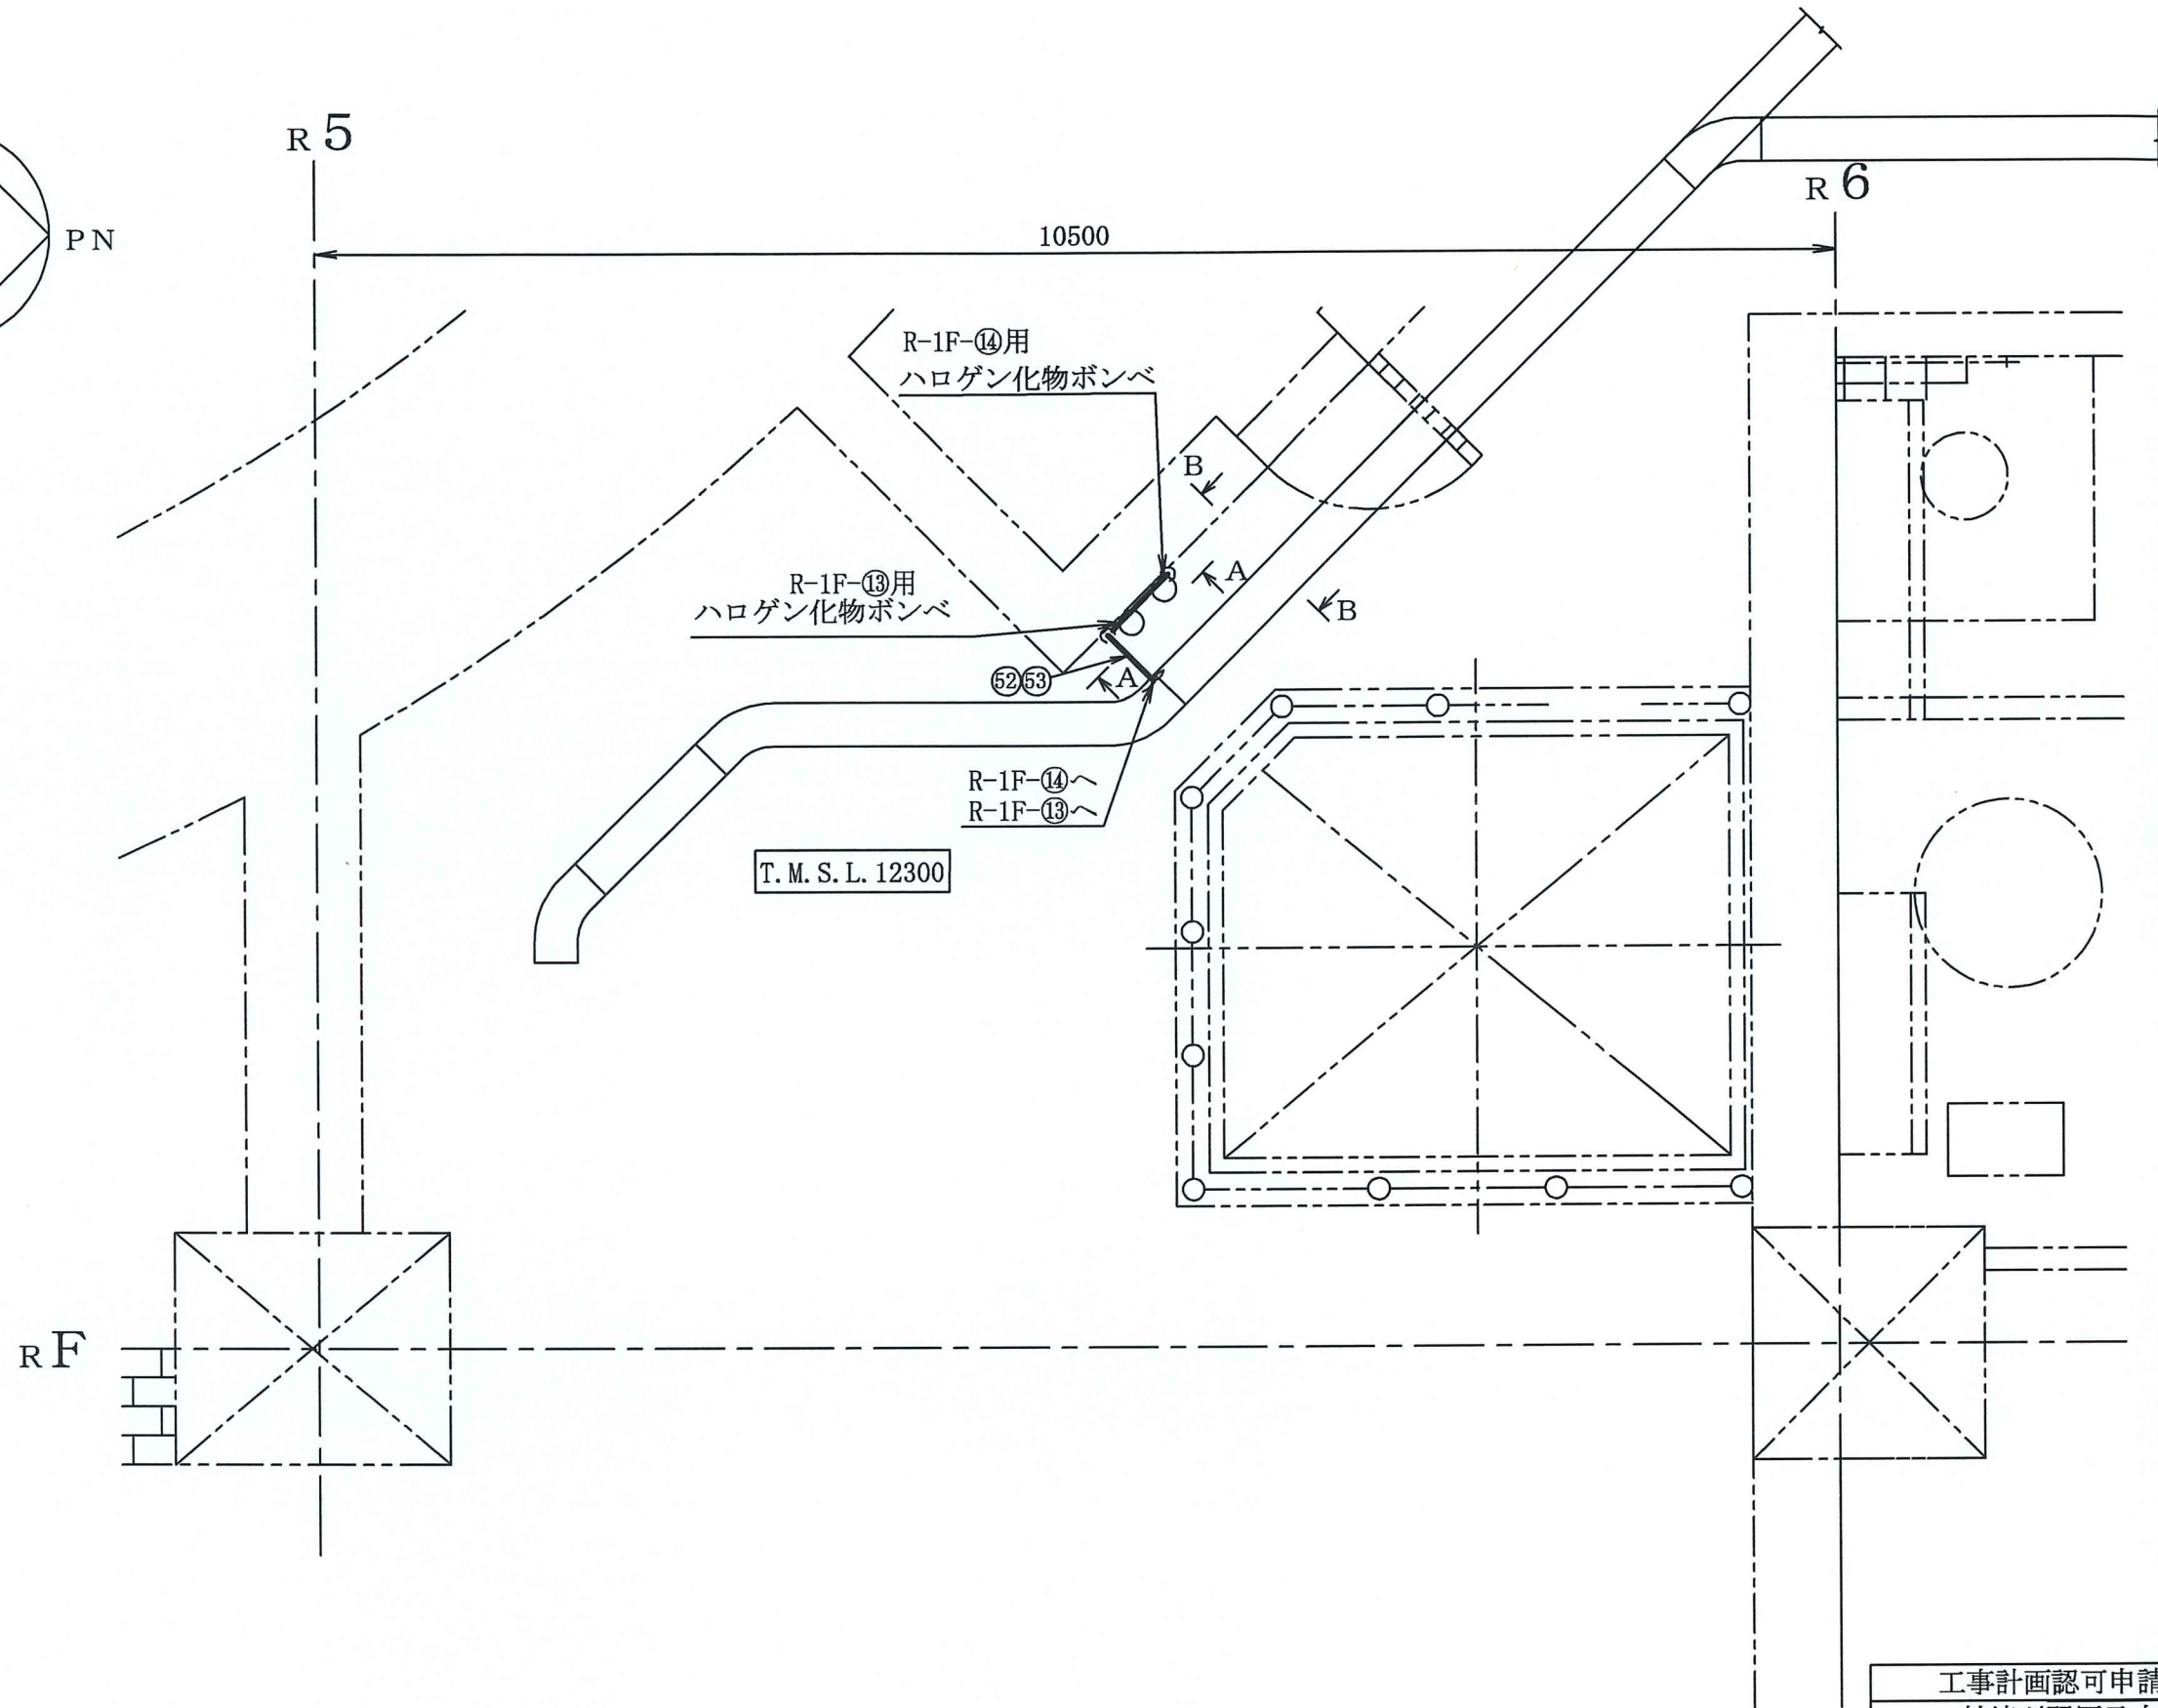 R5
PN
R6
10500
R-1F-⑭用
ハロゲン化物ボンベ
B
A
R-1F-⑬用
ハロゲン化物ボンベ
B
52 53
A
R-1F-⑭へ
R-1F-⑬へ
T.M.S.L.12300
RF
工事計画認可申請